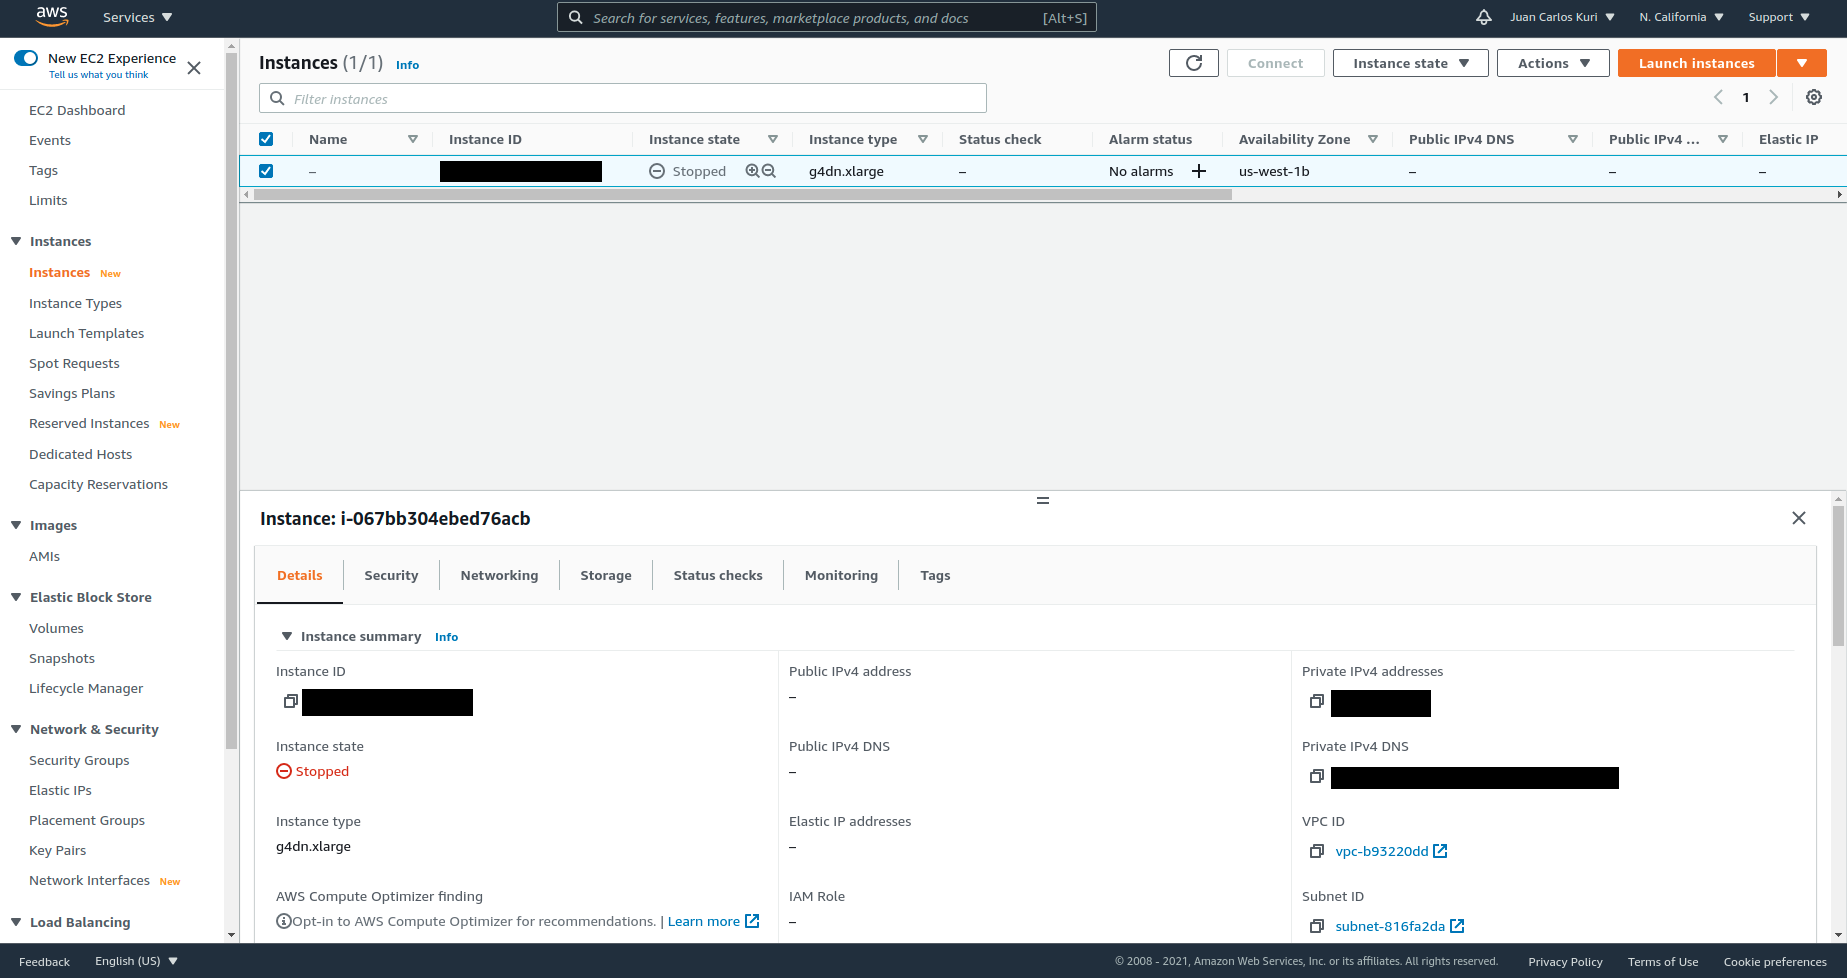 aws Services Search for services, features, marketplace products, and docs [Alt+S] Juan Carlos Kuri N. California Support
New EC2 Experience
Tell us what you think
EC2 Dashboard
Events
Tags
Limits
Instances
Instances New
Instance Types
Launch Templates
Spot Requests
Savings Plans
Reserved Instances New
Dedicated Hosts
Capacity Reservations
Images
AMIs
Elastic Block Store
Volumes
Snapshots
Lifecycle Manager
Network & Security
Security Groups
Elastic IPs
Placement Groups
Key Pairs
Network Interfaces New
Load Balancing
Instances (1/1) Info Connect Instance state Actions Launch instances
Filter instances 1
Name Instance ID Instance state Instance type Status check Alarm status Availability Zone Public IPv4 DNS Public IPv4 ... Elastic IP
– Stopped g4dn.xlarge – No alarms + us-west-1b – – –
Instance: i-067bb304ebed76acb
Details Security Networking Storage Status checks Monitoring Tags
Instance summary Info
Instance ID Public IPv4 address Private IPv4 addresses
–
Instance state Public IPv4 DNS Private IPv4 DNS
Stopped –
Instance type Elastic IP addresses VPC ID
g4dn.xlarge – vpc-b93220dd
AWS Compute Optimizer finding IAM Role Subnet ID
Opt-in to AWS Compute Optimizer for recommendations. | Learn more – subnet-816fa2da
Feedback English (US) © 2008 - 2021, Amazon Web Services, Inc. or its affiliates. All rights reserved. Privacy Policy Terms of Use Cookie preferences